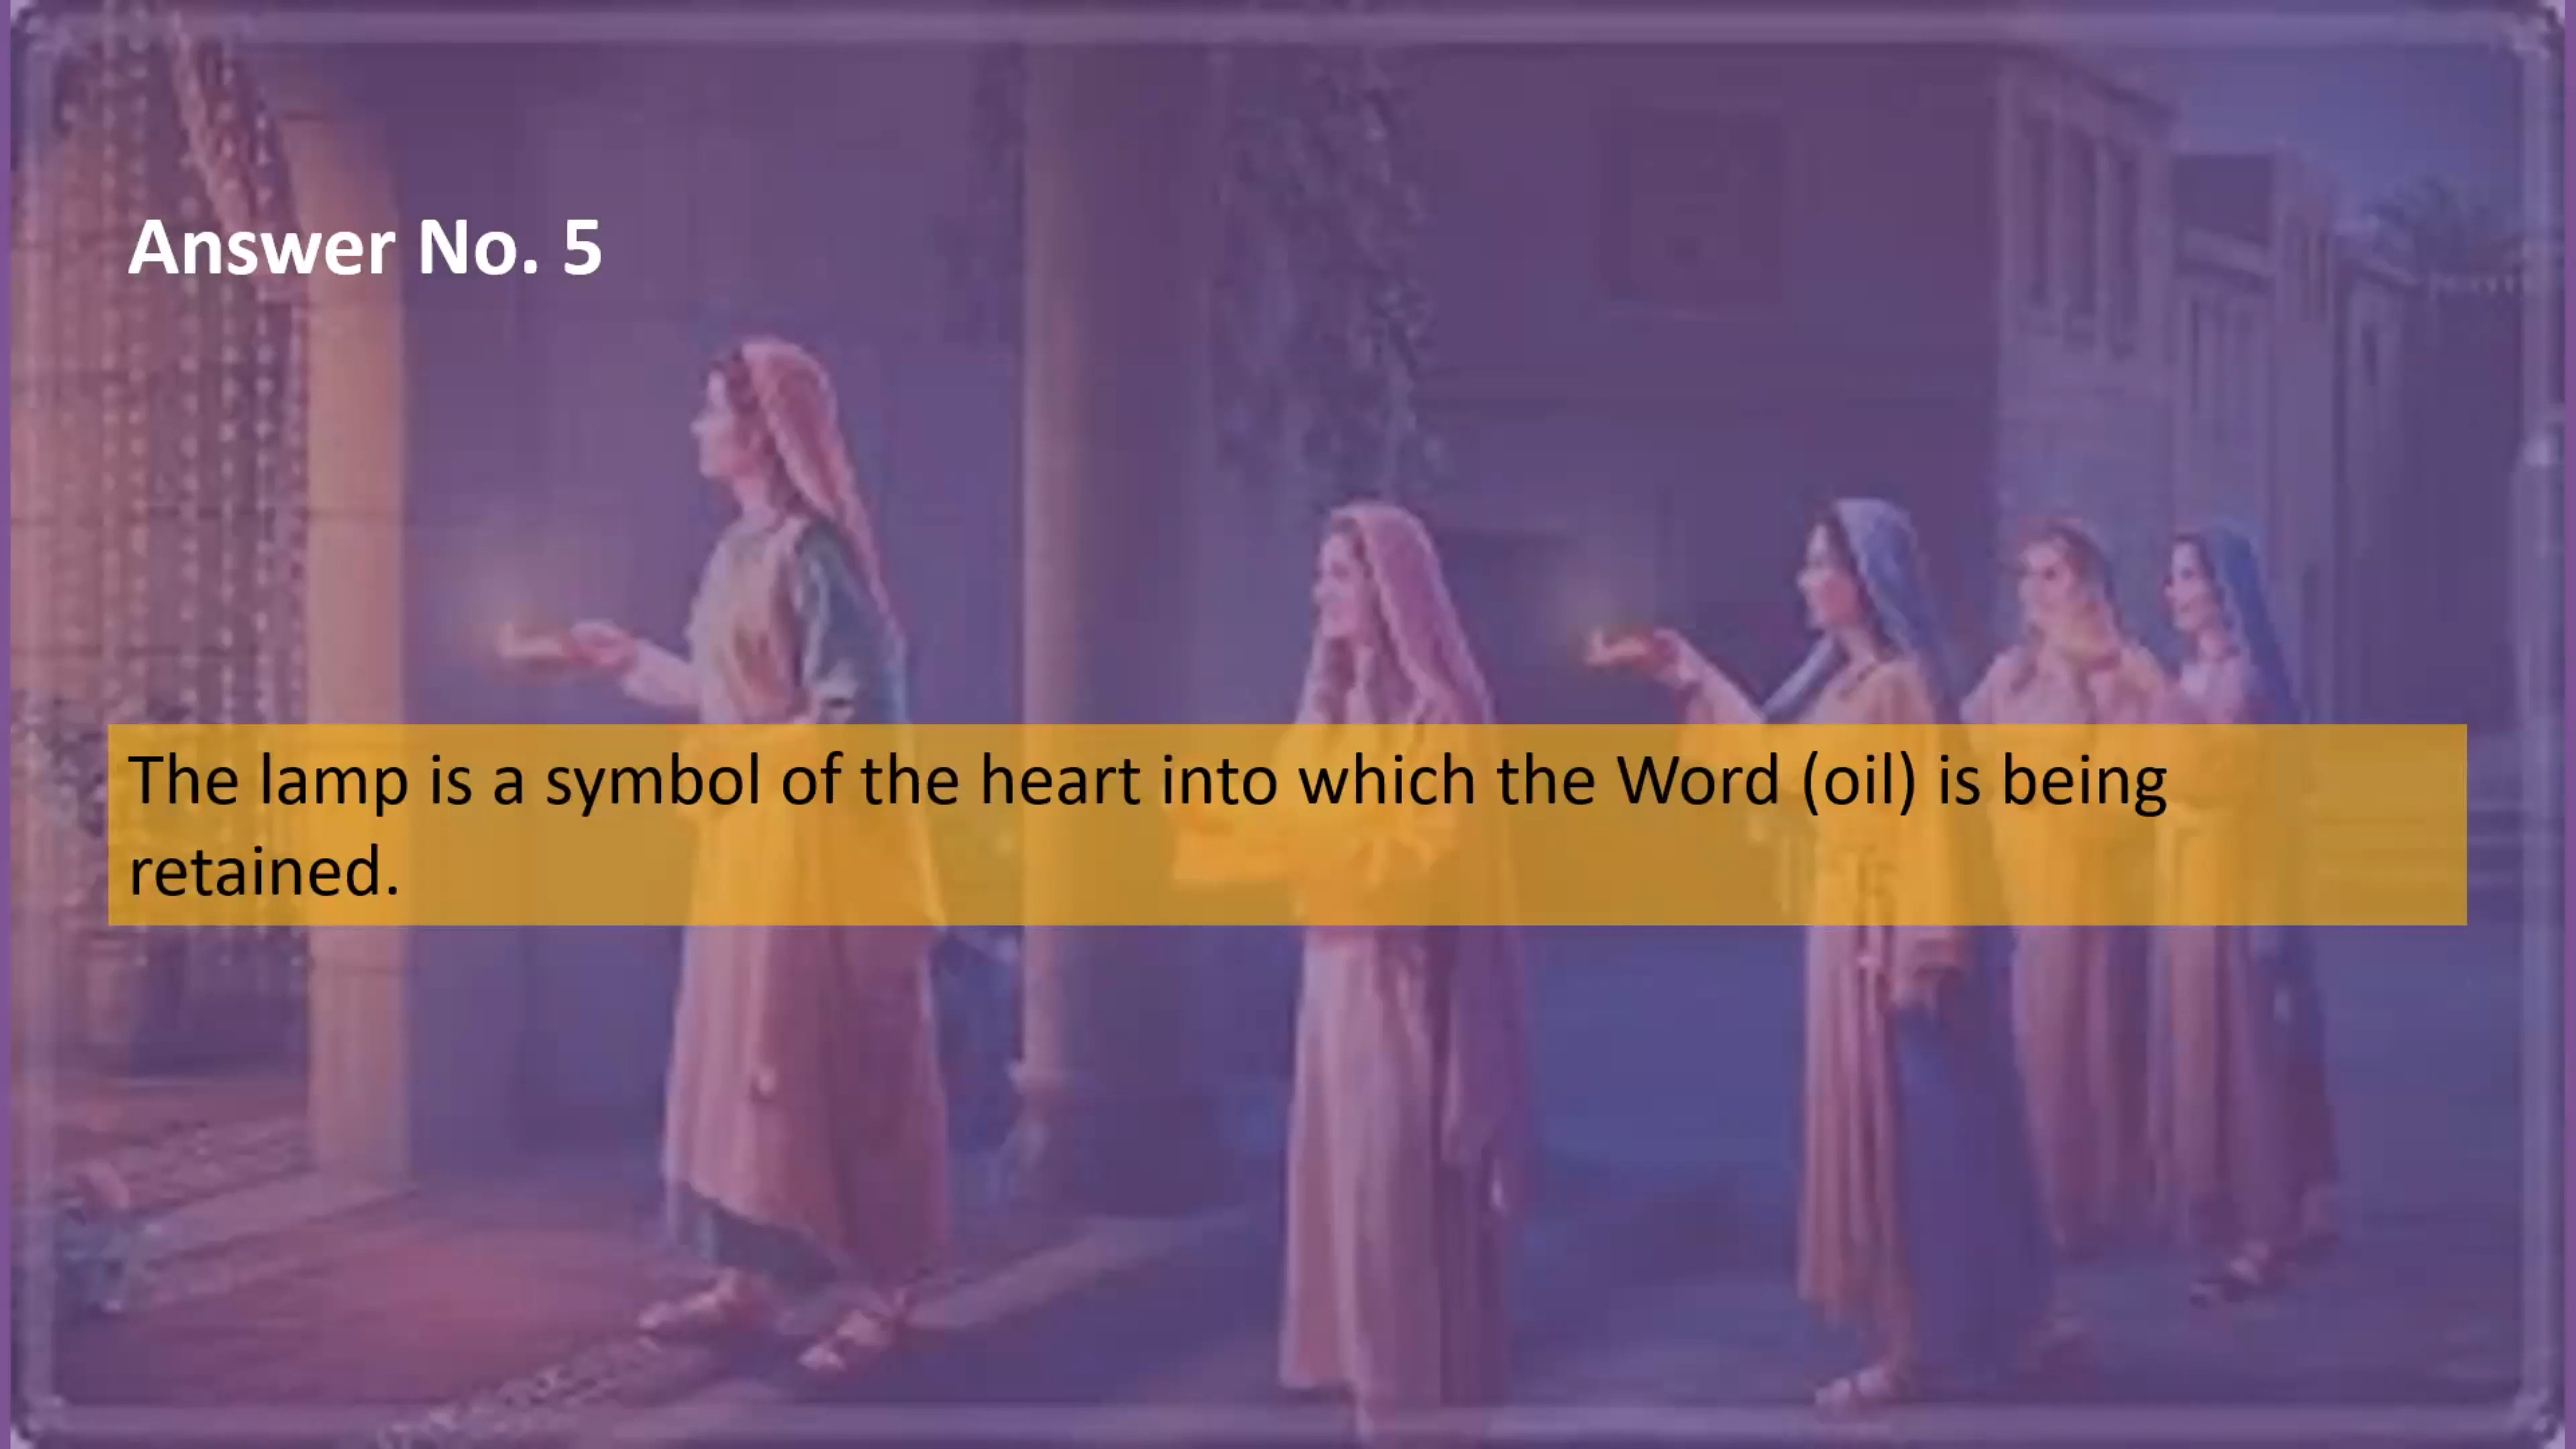 Answer No. 5
The lamp is a symbol of the heart into which the Word (oil) is being
retained.